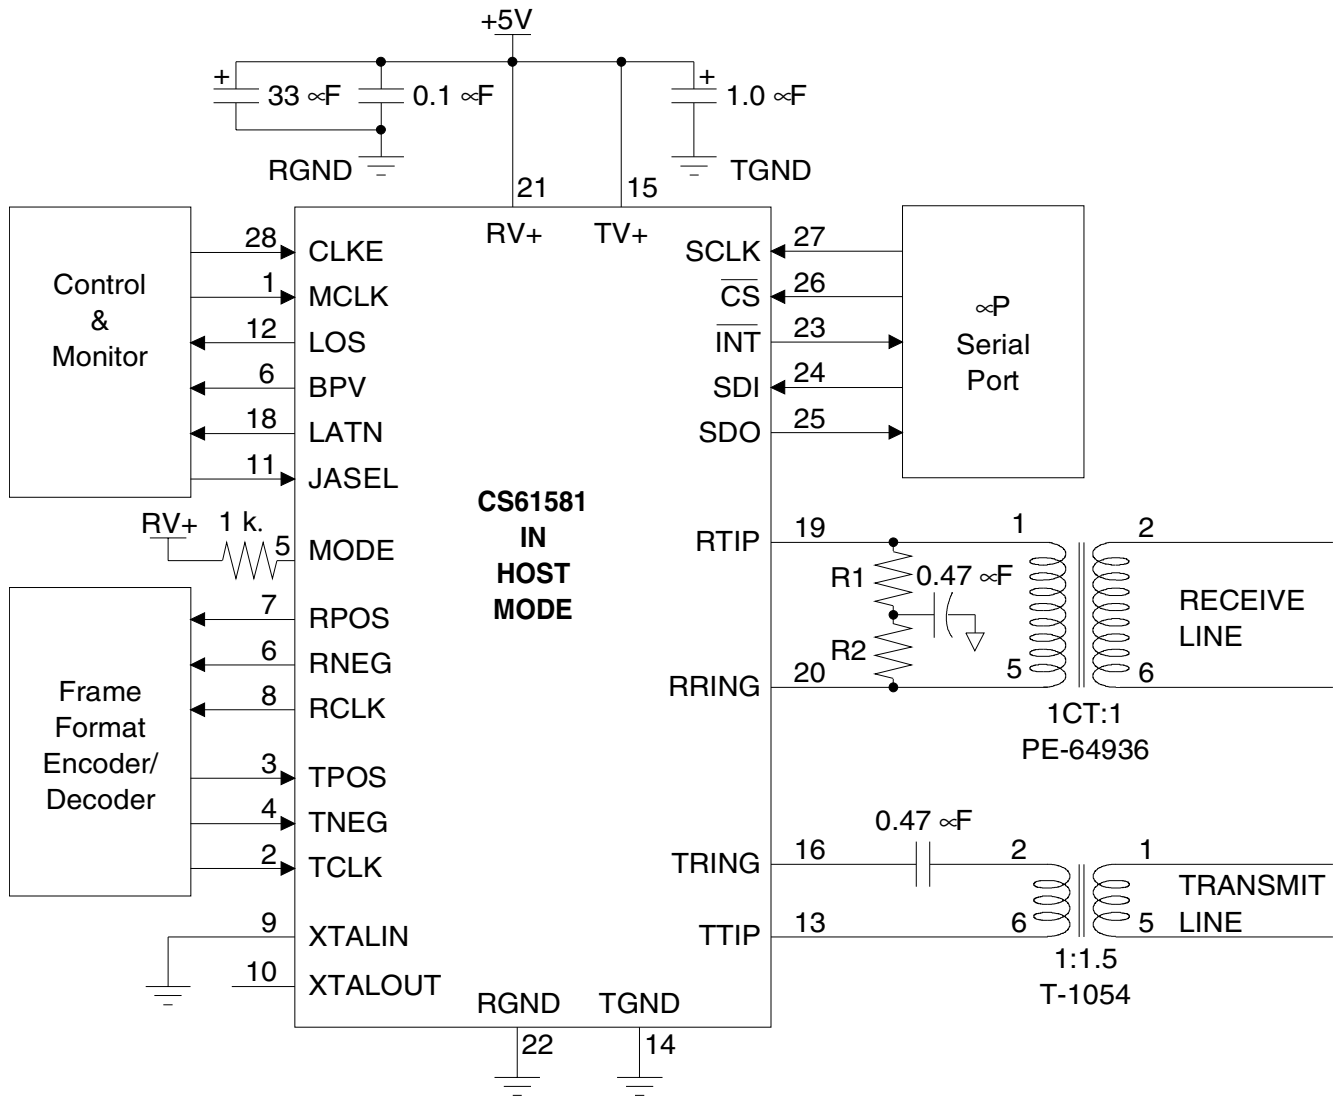 +5V
+
33 ∝F
0.1 ∝F
+
1.0 ∝F
RGND
TGND
21
15
RV+
TV+
Control
&
Monitor
28
CLKE
1
MCLK
12
LOS
6
BPV
18
LATN
11
JASEL
RV+
1 k.
5
MODE
Frame
Format
Encoder/
Decoder
7
RPOS
6
RNEG
8
RCLK
3
TPOS
4
TNEG
2
TCLK
9
XTALIN
10
XTALOUT
CS61581
IN
HOST
MODE
SCLK
27
CS
26
INT
23
SDI
24
SDO
25
∝P
Serial
Port
RTIP
19
R1
0.47 ∝F
R2
RRING
20
1
5
2
6
RECEIVE
LINE
1CT:1
PE-64936
0.47 ∝F
TRING
16
TTIP
13
2
6
1
5
TRANSMIT
LINE
1:1.5
T-1054
RGND
TGND
22
14